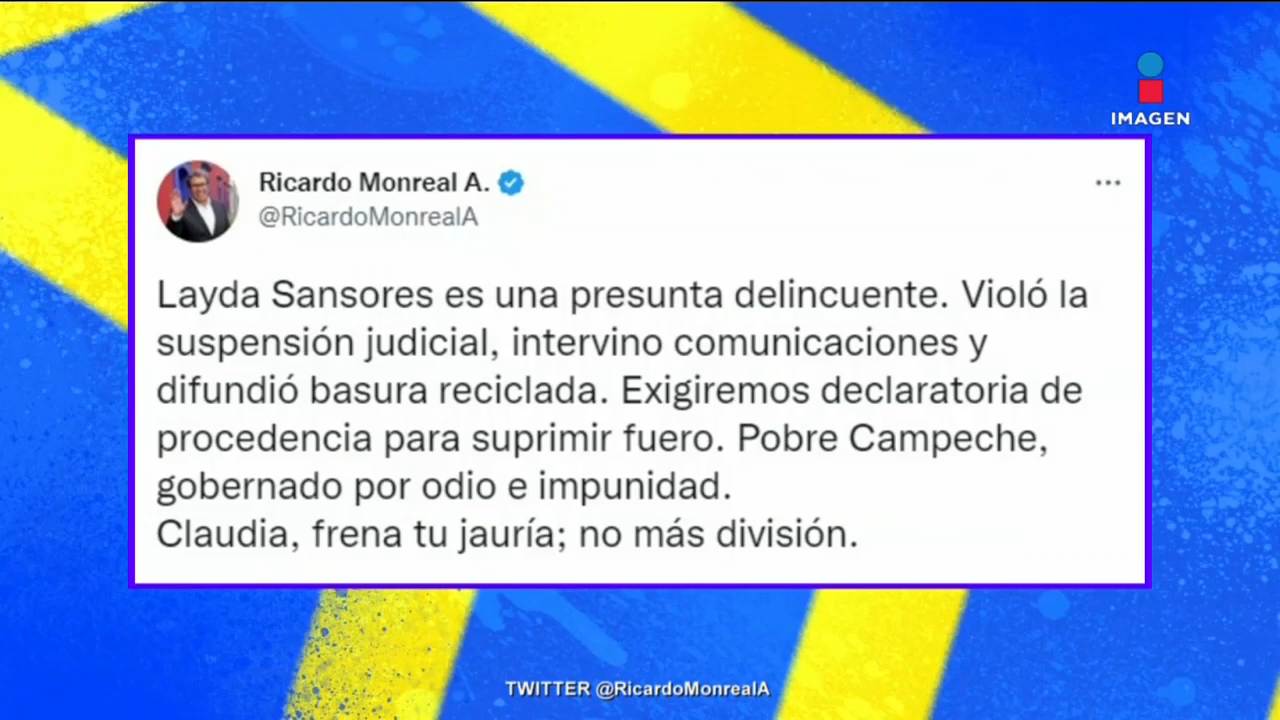 IMAGEN
Ricardo Monreal A.
@RicardoMonrealA
Layda Sansores es una presunta delincuente. Violó la
suspensión judicial, intervino comunicaciones y
difundió basura reciclada. Exigiremos declaratoria de
procedencia para suprimir fuero. Pobre Campeche,
gobernado por odio e impunidad.
Claudia, frena tu jauría; no más división.
TWITTER @RicardoMonrealA